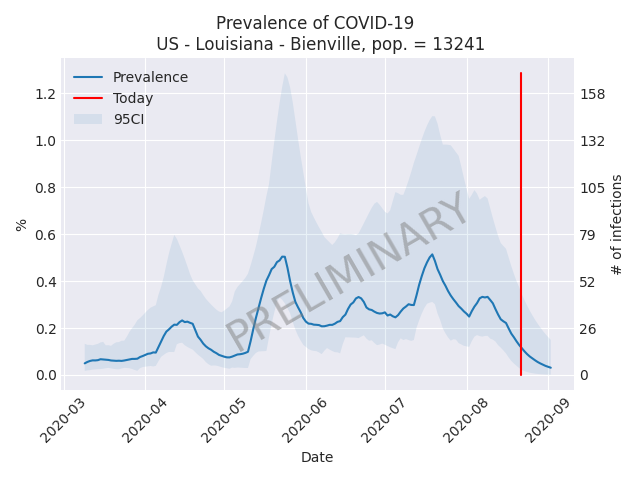 Prevalence of COVID-19
US - Louisiana - Bienville, pop. = 13241
Prevalence
Today
95CI
1.2
1.0
0.8
0.6
0.4
0.2
0.0
%
158
132
105
79
52
26
0
# of infections
PRELIMINARY
2020-03
2020-04
2020-05
2020-06
2020-07
2020-08
2020-09
Date